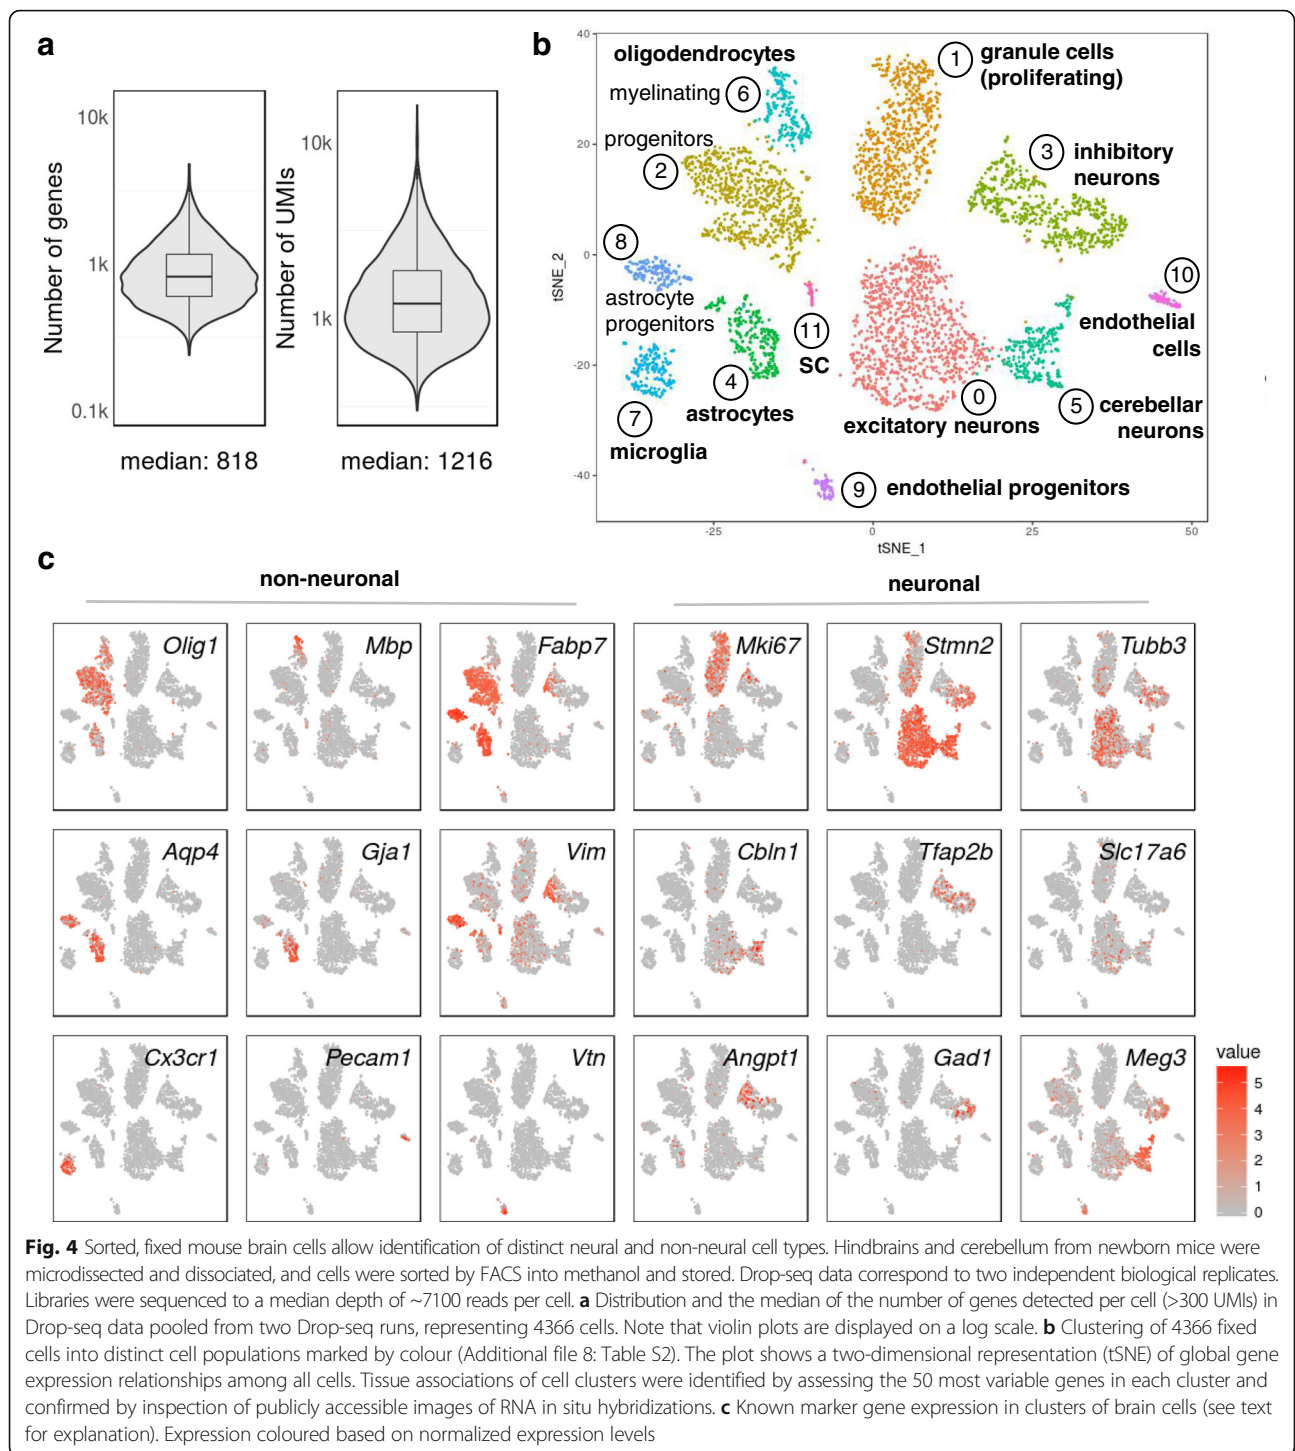 a
10k
1k
0.1k
Number of genes
median: 818
10k
1k
Number of UMIs
median: 1216
b
40
20
0
-20
-40
tSNE_2
-25
0
25
50
tSNE_1
oligodendrocytes
myelinating 6
progenitors
2
1 granule cells
(proliferating)
3 inhibitory
neurons
8
astrocyte
progenitors
10
endothelial
cells
11
SC
4
astrocytes
7
microglia
0
excitatory neurons
5 cerebellar
neurons
9 endothelial progenitors
c
non-neuronal
neuronal
Olig1
Mbp
Fabp7
Mki67
Stmn2
Tubb3
Aqp4
Gja1
Vim
Cbln1
Tfap2b
Slc17a6
Cx3cr1
Pecam1
Vtn
Angpt1
Gad1
Meg3
value
5
4
3
2
1
0
Fig. 4 Sorted, fixed mouse brain cells allow identification of distinct neural and non-neural cell types. Hindbrains and cerebellum from newborn mice were
microdissected and dissociated, and cells were sorted by FACS into methanol and stored. Drop-seq data correspond to two independent biological replicates.
Libraries were sequenced to a median depth of ~7100 reads per cell. a Distribution and the median of the number of genes detected per cell (>300 UMIs) in
Drop-seq data pooled from two Drop-seq runs, representing 4366 cells. Note that violin plots are displayed on a log scale. b Clustering of 4366 fixed
cells into distinct cell populations marked by colour (Additional file 8: Table S2). The plot shows a two-dimensional representation (tSNE) of global gene
expression relationships among all cells. Tissue associations of cell clusters were identified by assessing the 50 most variable genes in each cluster and
confirmed by inspection of publicly accessible images of RNA in situ hybridizations. c Known marker gene expression in clusters of brain cells (see text
for explanation). Expression coloured based on normalized expression levels